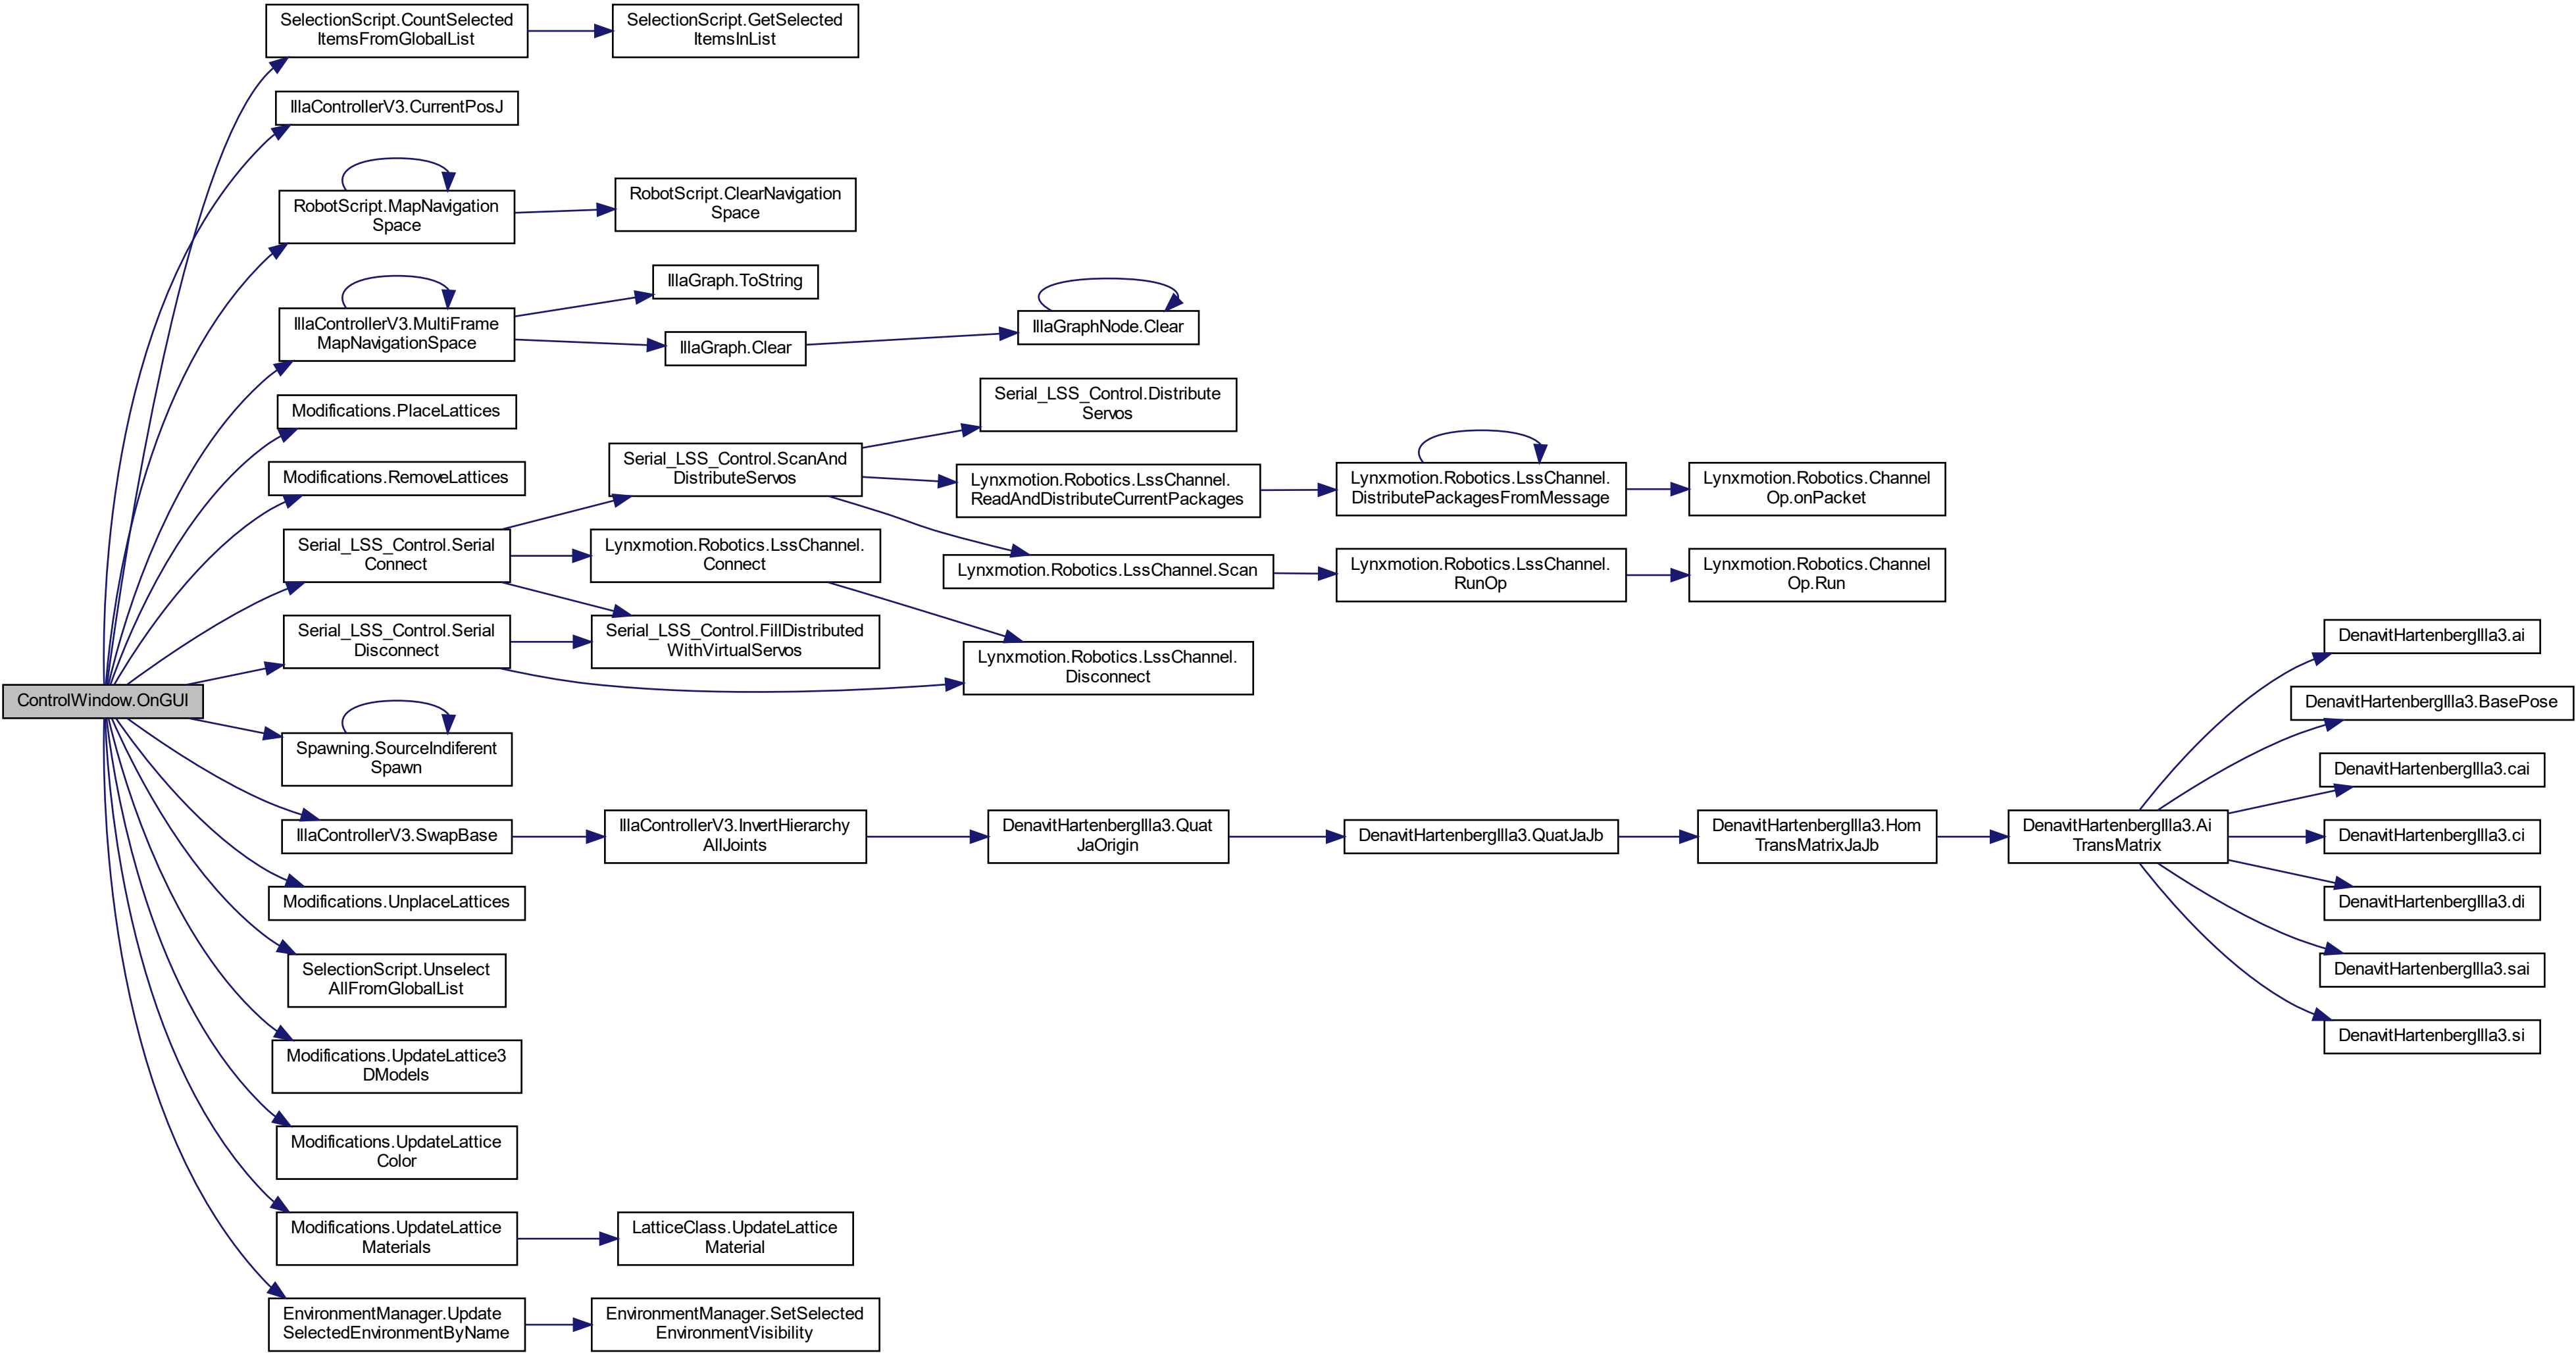 ControlWindow.OnGUI
SelectionScript.CountSelected
ItemsFromGlobalList
SelectionScript.GetSelected
ItemsInList
IllaControllerV3.CurrentPosJ
RobotScript.MapNavigation
Space
RobotScript.ClearNavigation
Space
IllaControllerV3.MultiFrame
MapNavigationSpace
IllaGraph.ToString
IllaGraph.Clear
IllaGraphNode.Clear
Modifications.PlaceLattices
Modifications.RemoveLattices
Serial_LSS_Control.Serial
Connect
Serial_LSS_Control.ScanAnd
DistributeServos
Serial_LSS_Control.Distribute
Servos
Lynxmotion.Robotics.LssChannel.
ReadAndDistributeCurrentPackages
Lynxmotion.Robotics.LssChannel.
DistributePackagesFromMessage
Lynxmotion.Robotics.Channel
Op.onPacket
Lynxmotion.Robotics.LssChannel.Scan
Lynxmotion.Robotics.LssChannel.
RunOp
Lynxmotion.Robotics.Channel
Op.Run
Lynxmotion.Robotics.LssChannel.
Connect
Serial_LSS_Control.FillDistributed
WithVirtualServos
Lynxmotion.Robotics.LssChannel.
Disconnect
Serial_LSS_Control.Serial
Disconnect
Spawning.SourceIndiferent
Spawn
IllaControllerV3.SwapBase
IllaControllerV3.InvertHierarchy
AllJoints
DenavitHartenbergIlla3.Quat
JaOrigin
DenavitHartenbergIlla3.QuatJaJb
DenavitHartenbergIlla3.Hom
TransMatrixJaJb
DenavitHartenbergIlla3.Ai
TransMatrix
DenavitHartenbergIlla3.ai
DenavitHartenbergIlla3.BasePose
DenavitHartenbergIlla3.cai
DenavitHartenbergIlla3.ci
DenavitHartenbergIlla3.di
DenavitHartenbergIlla3.sai
DenavitHartenbergIlla3.si
Modifications.UnplaceLattices
SelectionScript.Unselect
AllFromGlobalList
Modifications.UpdateLattice3
DModels
Modifications.UpdateLattice
Color
Modifications.UpdateLattice
Materials
LatticeClass.UpdateLattice
Material
EnvironmentManager.Update
SelectedEnvironmentByName
EnvironmentManager.SetSelected
EnvironmentVisibility